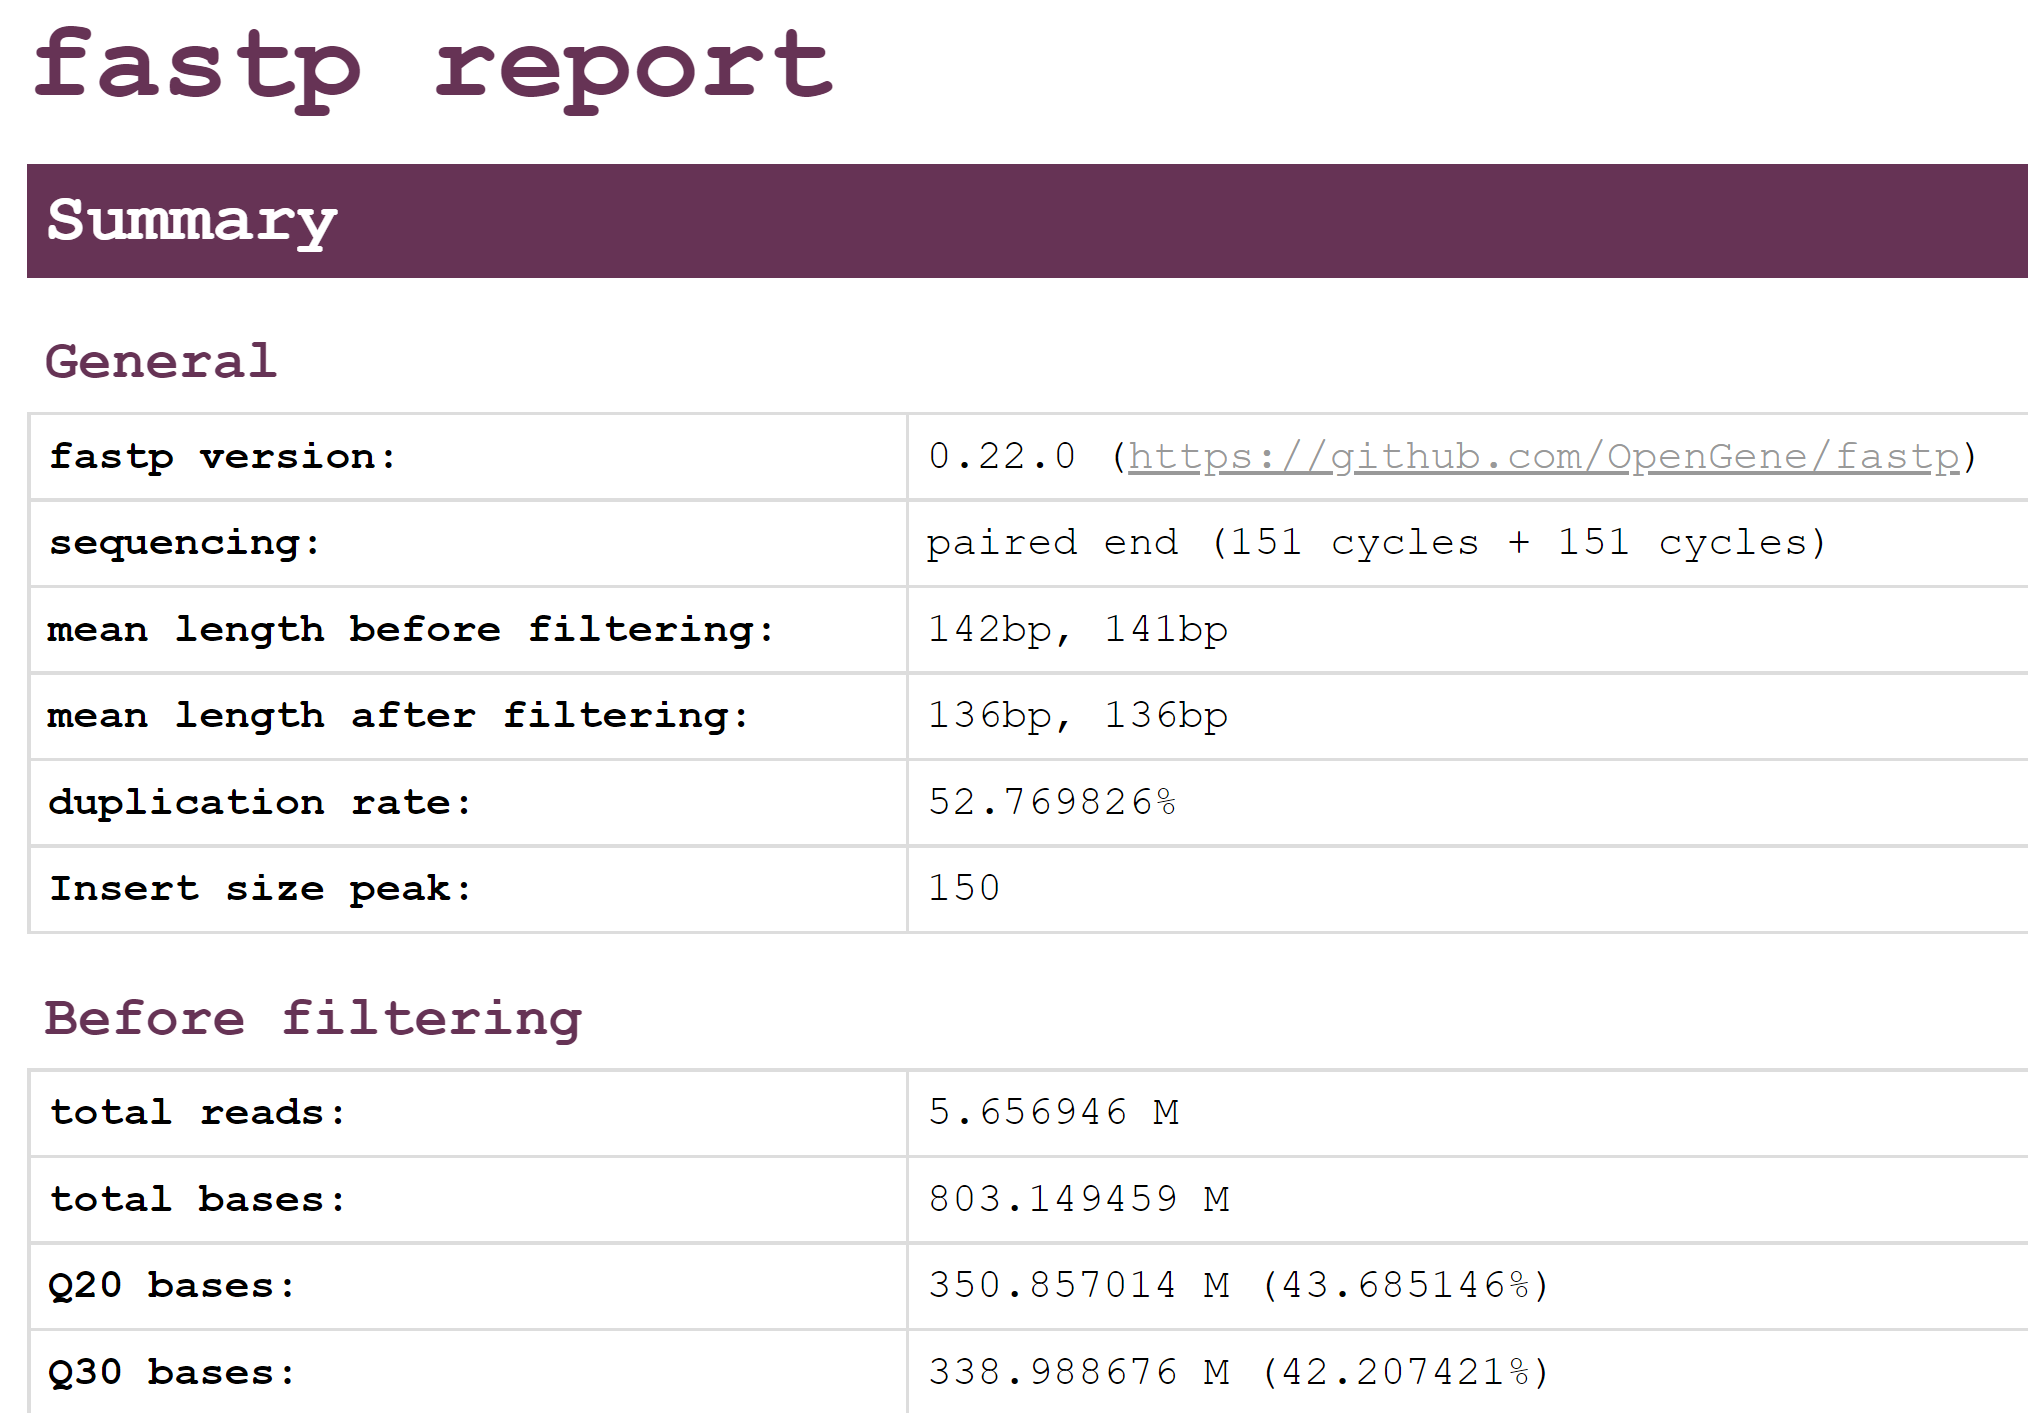 fastp report
Summary
General
fastp version: 0.22.0 (https://github.com/OpenGene/fastp)
sequencing: paired end (151 cycles + 151 cycles)
mean length before filtering: 142bp, 141bp
mean length after filtering: 136bp, 136bp
duplication rate: 52.769826%
Insert size peak: 150
Before filtering
total reads: 5.656946 M
total bases: 803.149459 M
Q20 bases: 350.857014 M (43.685146%)
Q30 bases: 338.988676 M (42.207421%)